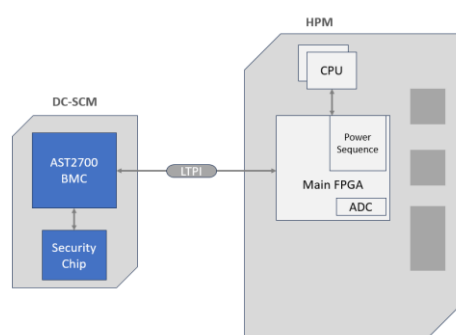 HPM
CPU
DC-SCM
AST2700
BMC
LTPI
Power
Sequence
Main FPGA
ADC
Security
Chip